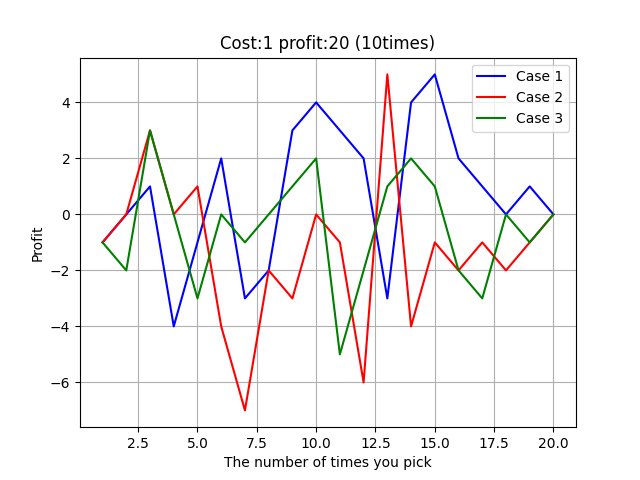 Cost:1 profit:20 (10times)
Case 1
Case 2
Case 3
Profit
4
2
0
−2
−4
−6
2.5 5.0 7.5 10.0 12.5 15.0 17.5 20.0
The number of times you pick